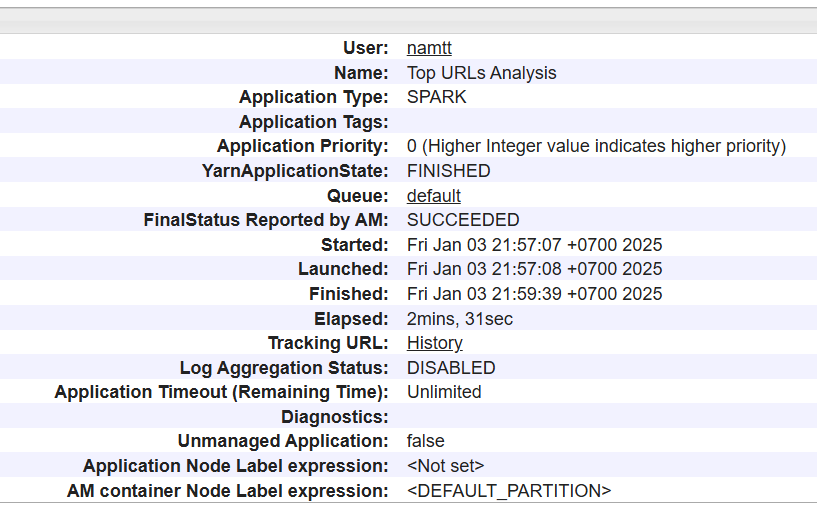 User: namtt
Name: Top URLs Analysis
Application Type: SPARK
Application Tags:
Application Priority: 0 (Higher Integer value indicates higher priority)
YarnApplicationState: FINISHED
Queue: default
FinalStatus Reported by AM: SUCCEEDED
Started: Fri Jan 03 21:57:07 +0700 2025
Launched: Fri Jan 03 21:57:08 +0700 2025
Finished: Fri Jan 03 21:59:39 +0700 2025
Elapsed: 2mins, 31sec
Tracking URL: History
Log Aggregation Status: DISABLED
Application Timeout (Remaining Time): Unlimited
Diagnostics:
Unmanaged Application: false
Application Node Label expression: <Not set>
AM container Node Label expression: <DEFAULT_PARTITION>